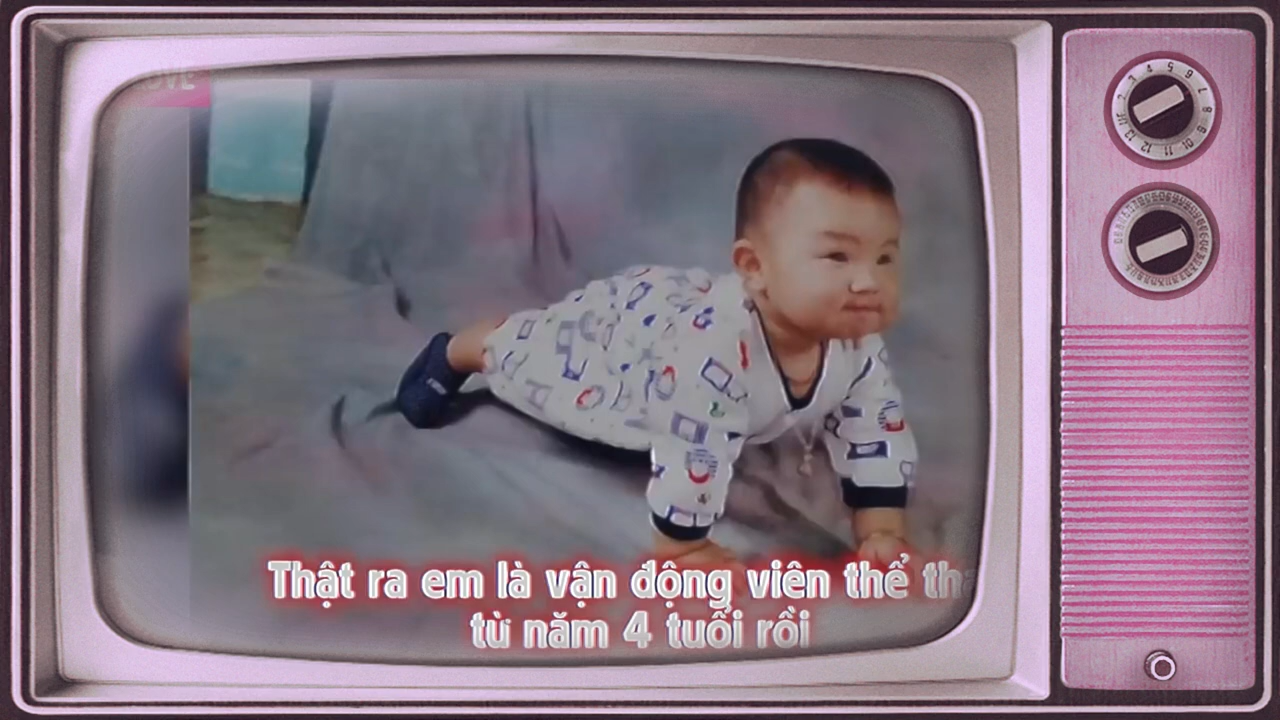 Thật ra em là vận động viên thể
từ năm 4 tuổi rồi